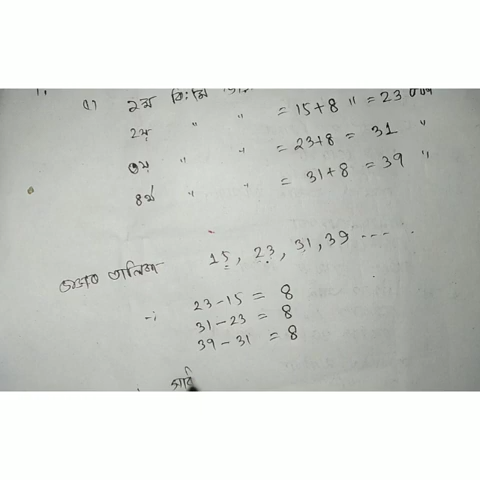 a) ১ম কি:মি
২য় " " = 15+8 " = 23
৩য় " " = 23+8 = 31 "
৪র্থ " " = 31+8 = 39 "
15, 23, 31, 39 ----
∴ 23-15 = 8
31-23 = 8
39-31 = 8